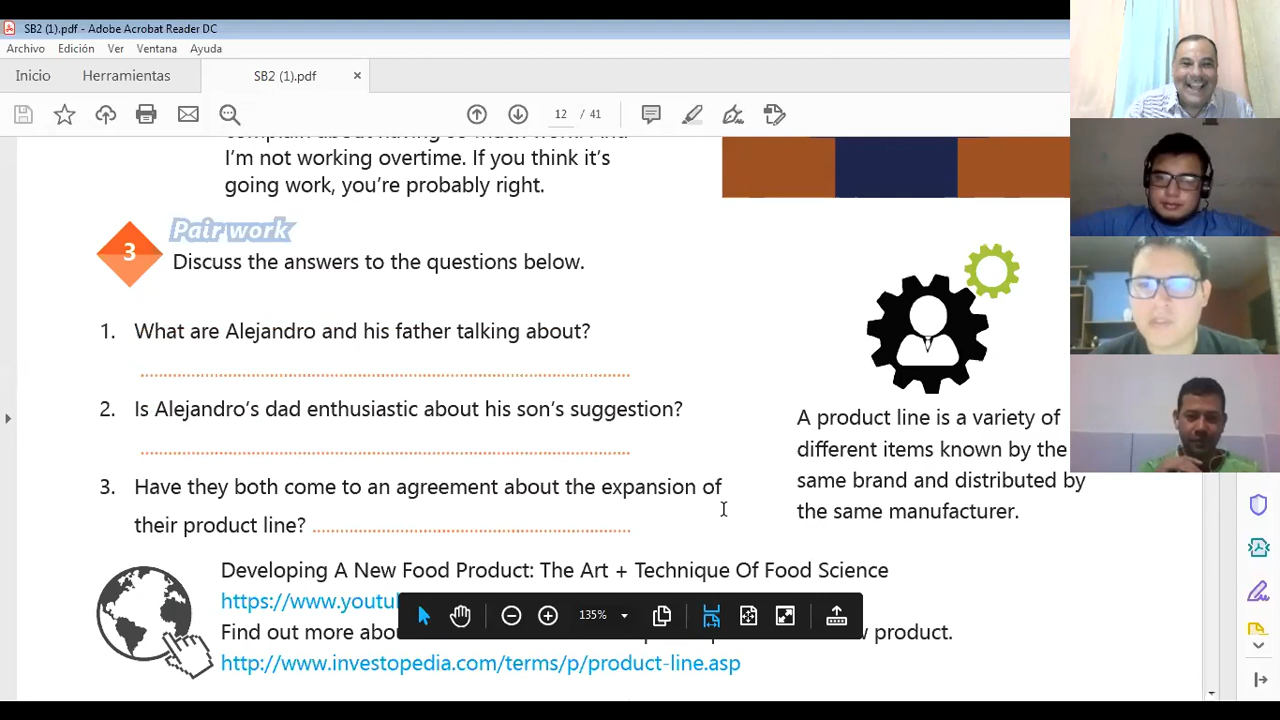 SB2 (1).pdf - Adobe Acrobat Reader DC
Archivo Edición Ver Ventana Ayuda
Inicio Herramientas SB2 (1).pdf ×
12 / 41
I'm not working overtime. If you think it's
going work, you're probably right.
3 Pair work
Discuss the answers to the questions below.
1. What are Alejandro and his father talking about?
2. Is Alejandro's dad enthusiastic about his son's suggestion?
3. Have they both come to an agreement about the expansion of
their product line?
A product line is a variety of
different items known by the
same brand and distributed by
the same manufacturer.
Developing A New Food Product: The Art + Technique Of Food Science
https://www.youtu
135%
Find out more abou w product.
http://www.investopedia.com/terms/p/product-line.asp